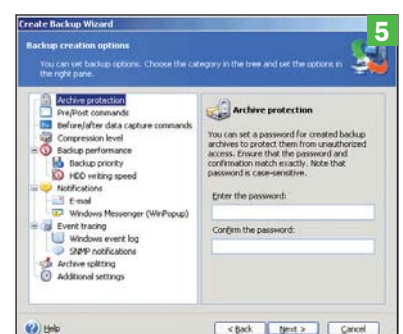 Create Backup Wizard
5
Backup creation options
You can set backup options. Choose the category in the tree and set the options in
the right pane.
Archive protection
Pre/Post commands
Before/after data capture commands
Compression level
Backup performance
Backup priority
HDD writing speed
Notifications
E-mail
Windows Messenger (WinPopup)
Event tracing
Windows event log
SNMP notifications
Archive splitting
Additional settings
Archive protection
You can set a password for created backup
archives to protect them from unauthorized
access. Ensure that the password and
confirmation match exactly. Note that
password is case-sensitive.
Enter the password:
Confirm the password:
Help
< Back
Next >
Cancel